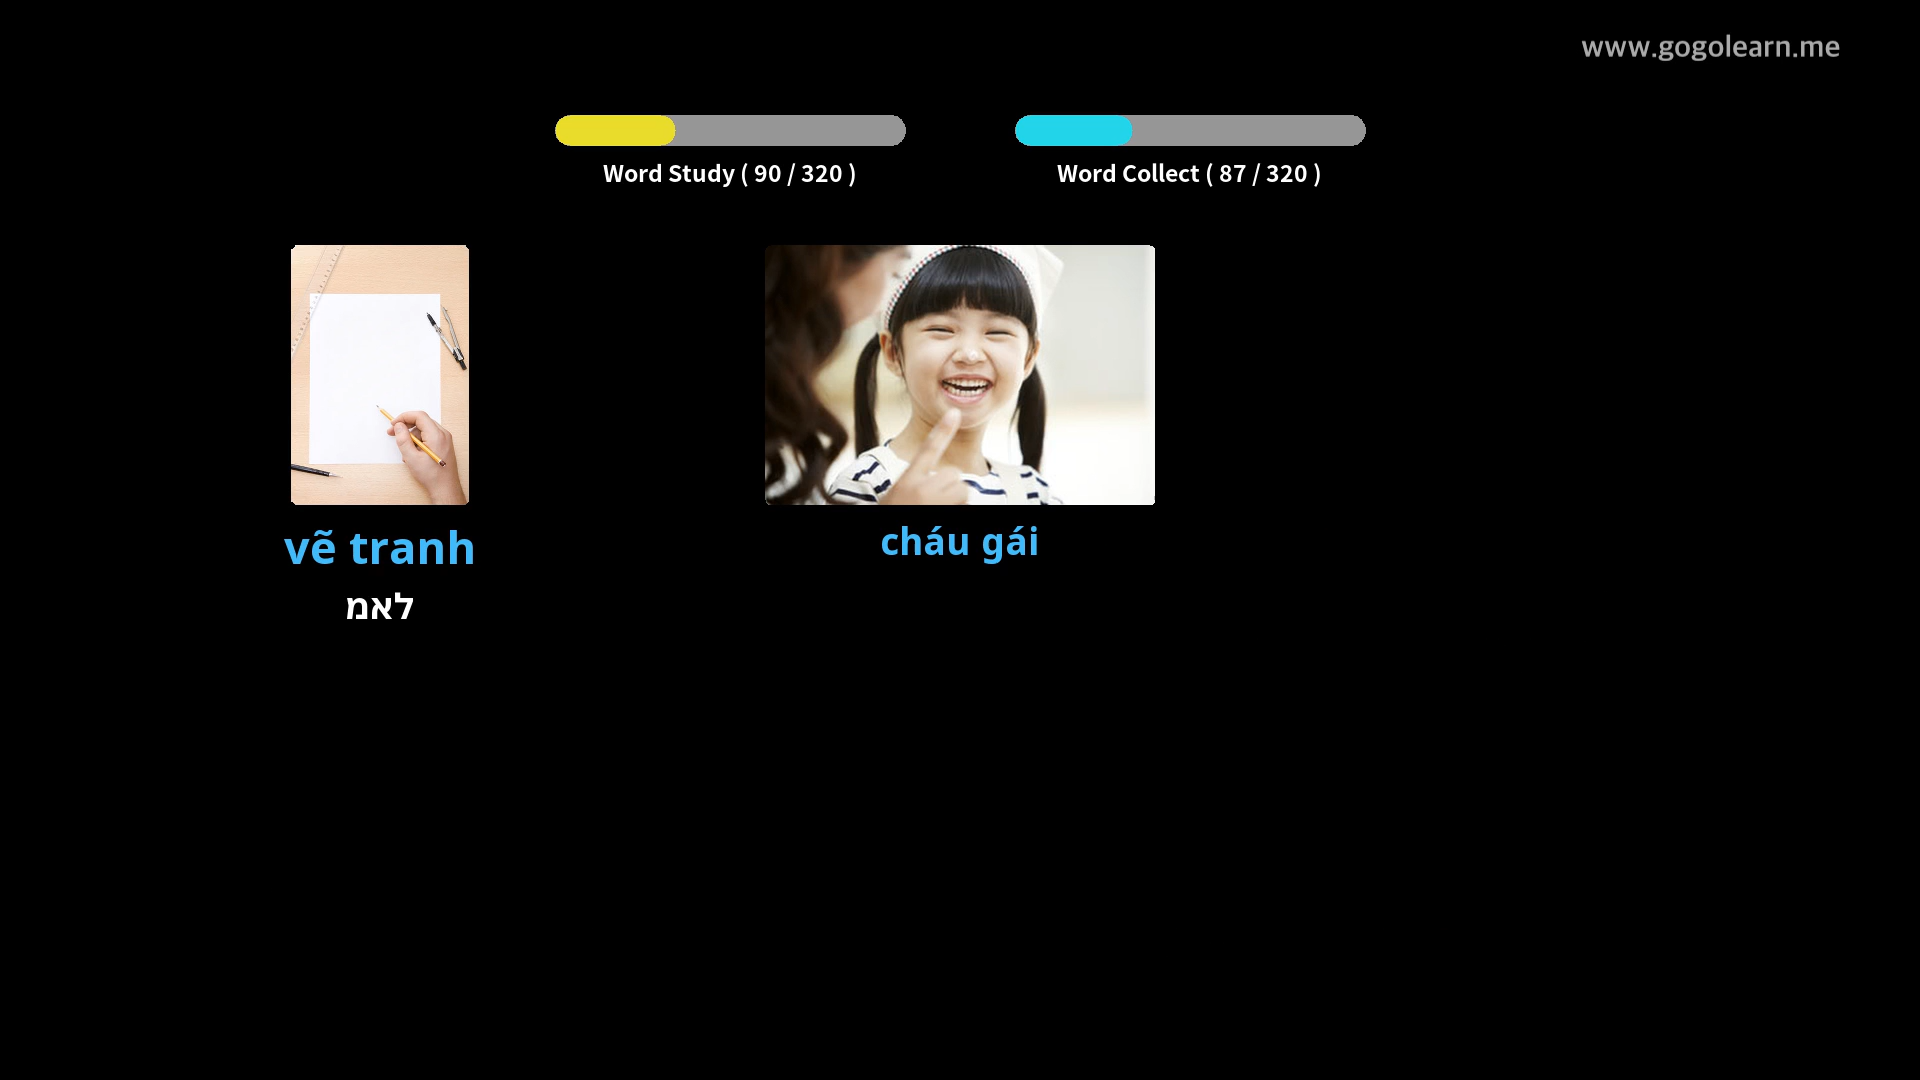 www.gogolearn.me
Word Study ( 90 / 320 )
Word Collect ( 87 / 320 )
vẽ tranh
לאמ
cháu gái